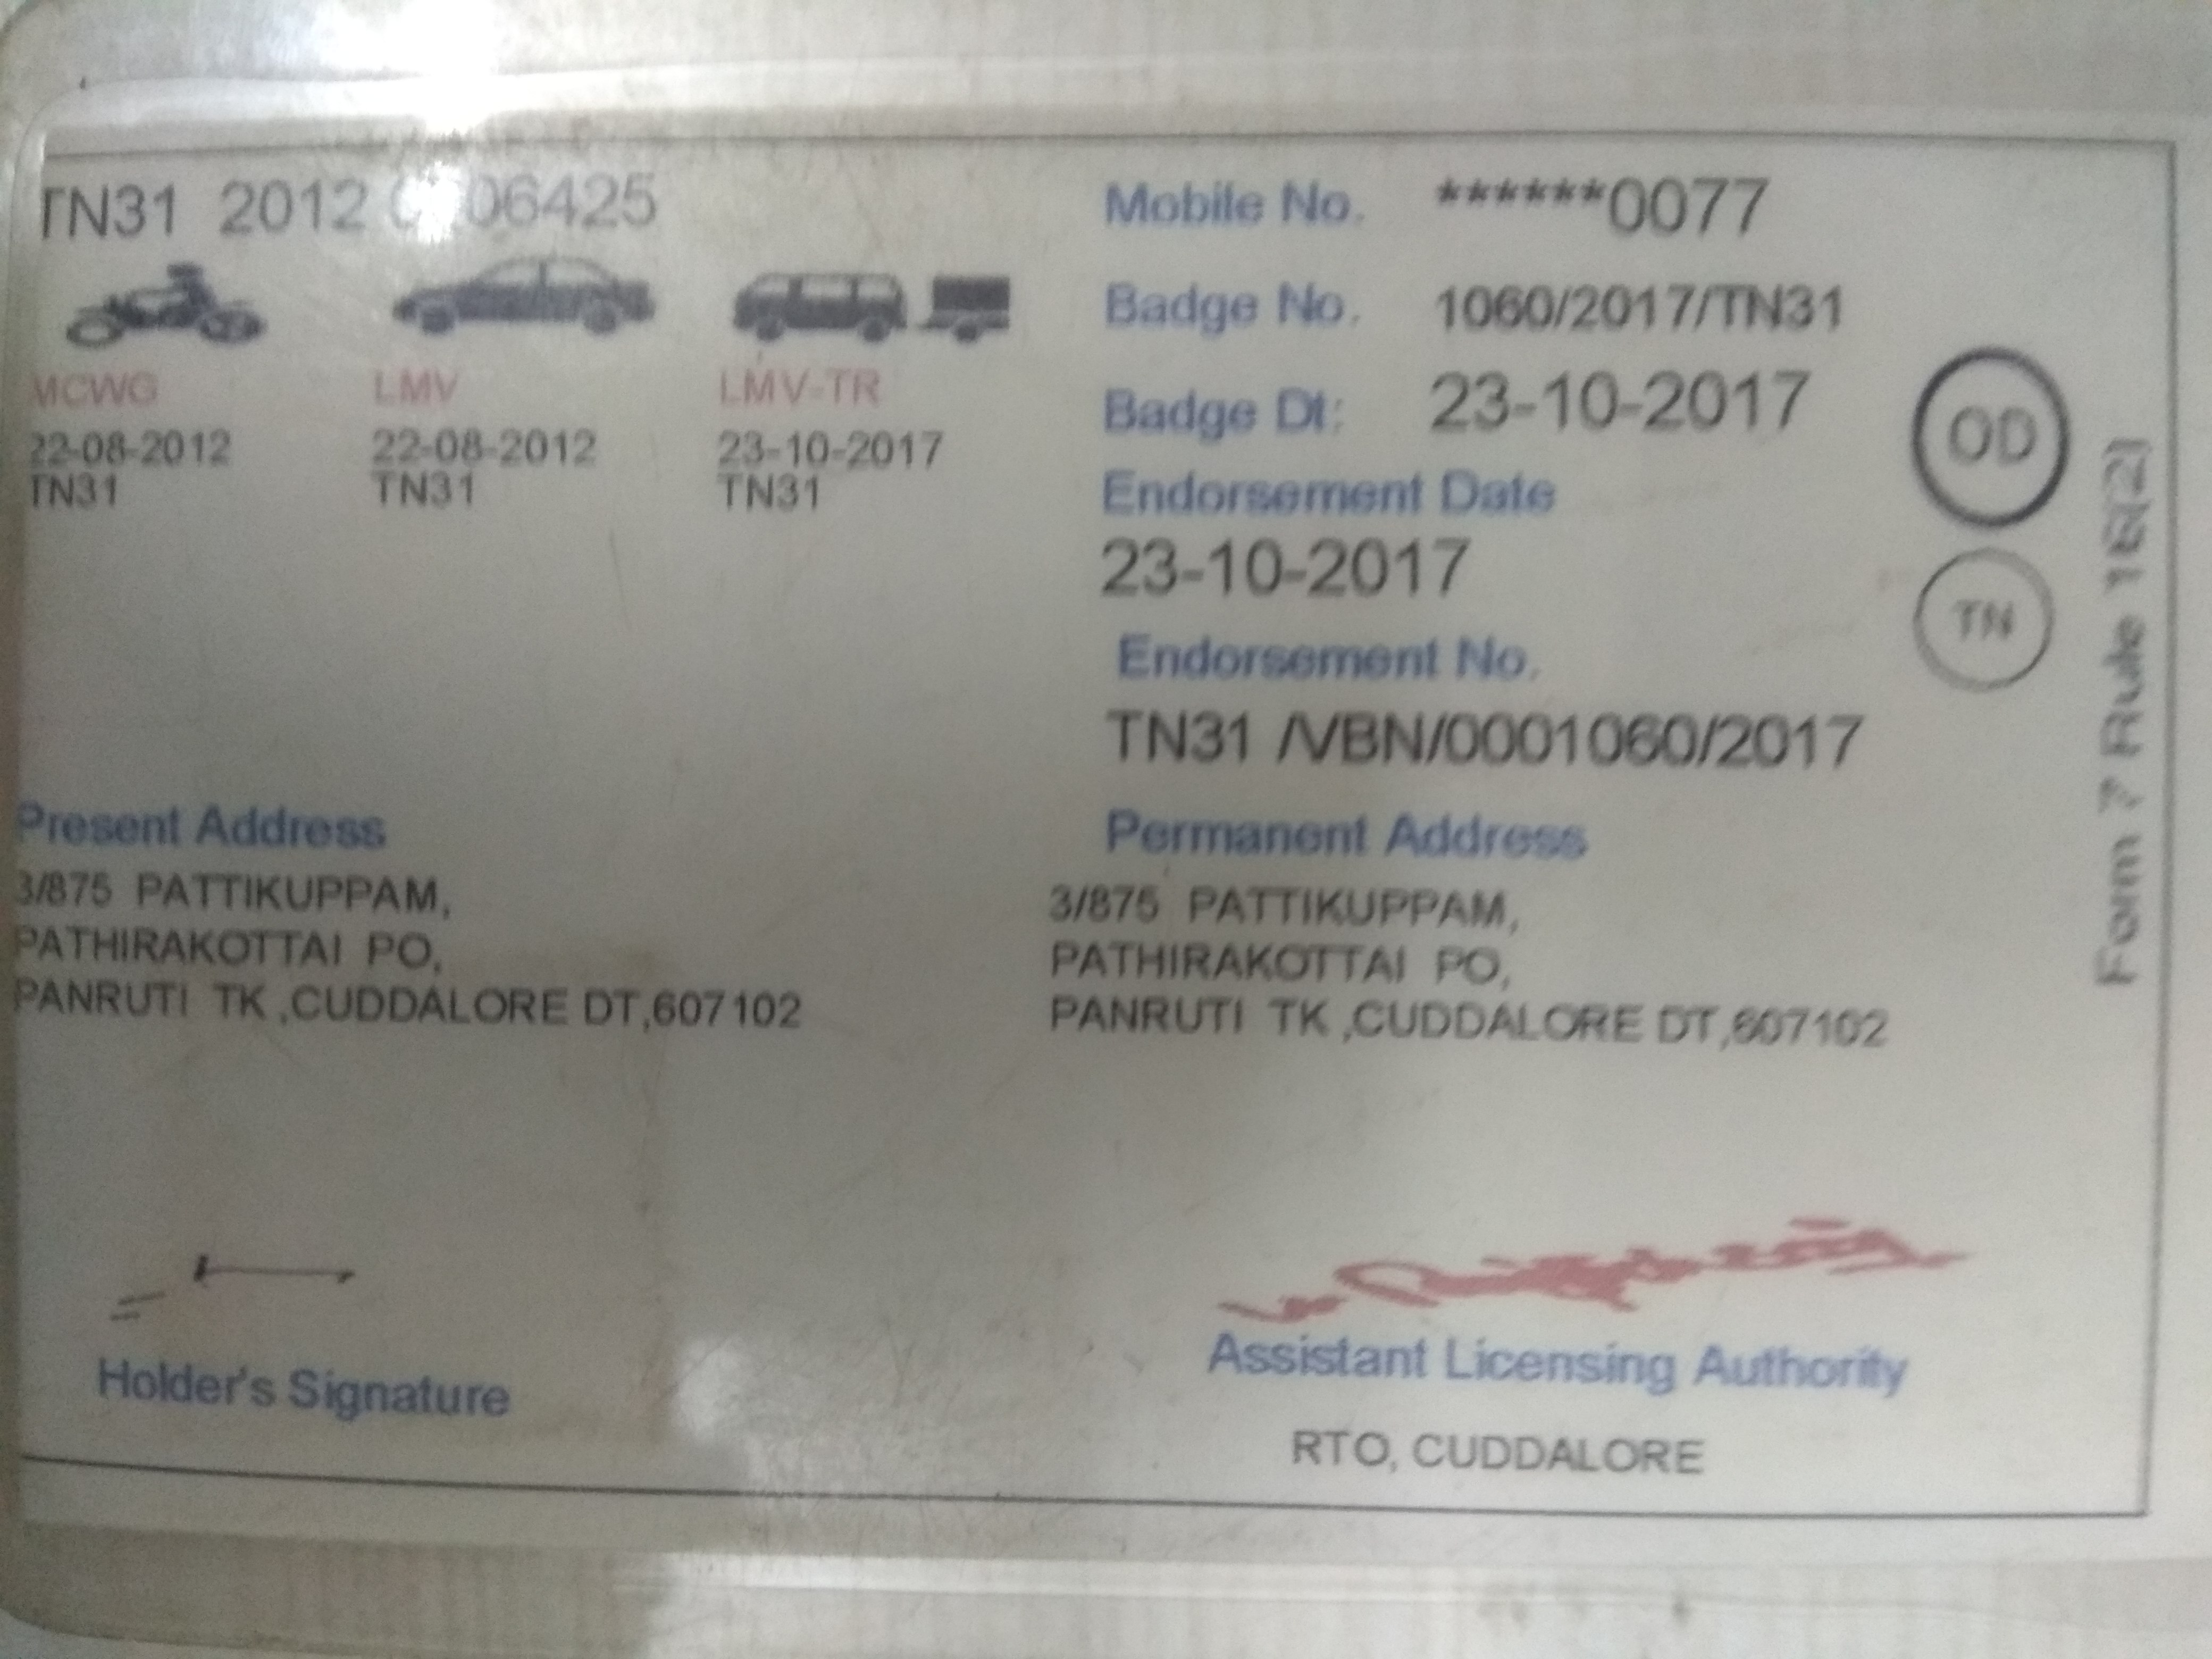 TN31 2012 06425
MCWG LMV LMV-TR
22-08-2012 22-08-2012 23-10-2017
TN31 TN31 TN31
Mobile No. ******0077
Badge No. 1060/2017/TN31
Badge Dt: 23-10-2017
Endorsement Date
23-10-2017
Endorsement No.
TN31 /VBN/0001060/2017
OD
TN
Form 7 Rule 16(2)
Present Address
3/875 PATTIKUPPAM,
PATHIRAKOTTAI PO,
PANRUTI TK ,CUDDALORE DT,607102
Permanent Address
3/875 PATTIKUPPAM,
PATHIRAKOTTAI PO,
PANRUTI TK ,CUDDALORE DT,607102
Holder's Signature
Assistant Licensing Authority
RTO, CUDDALORE